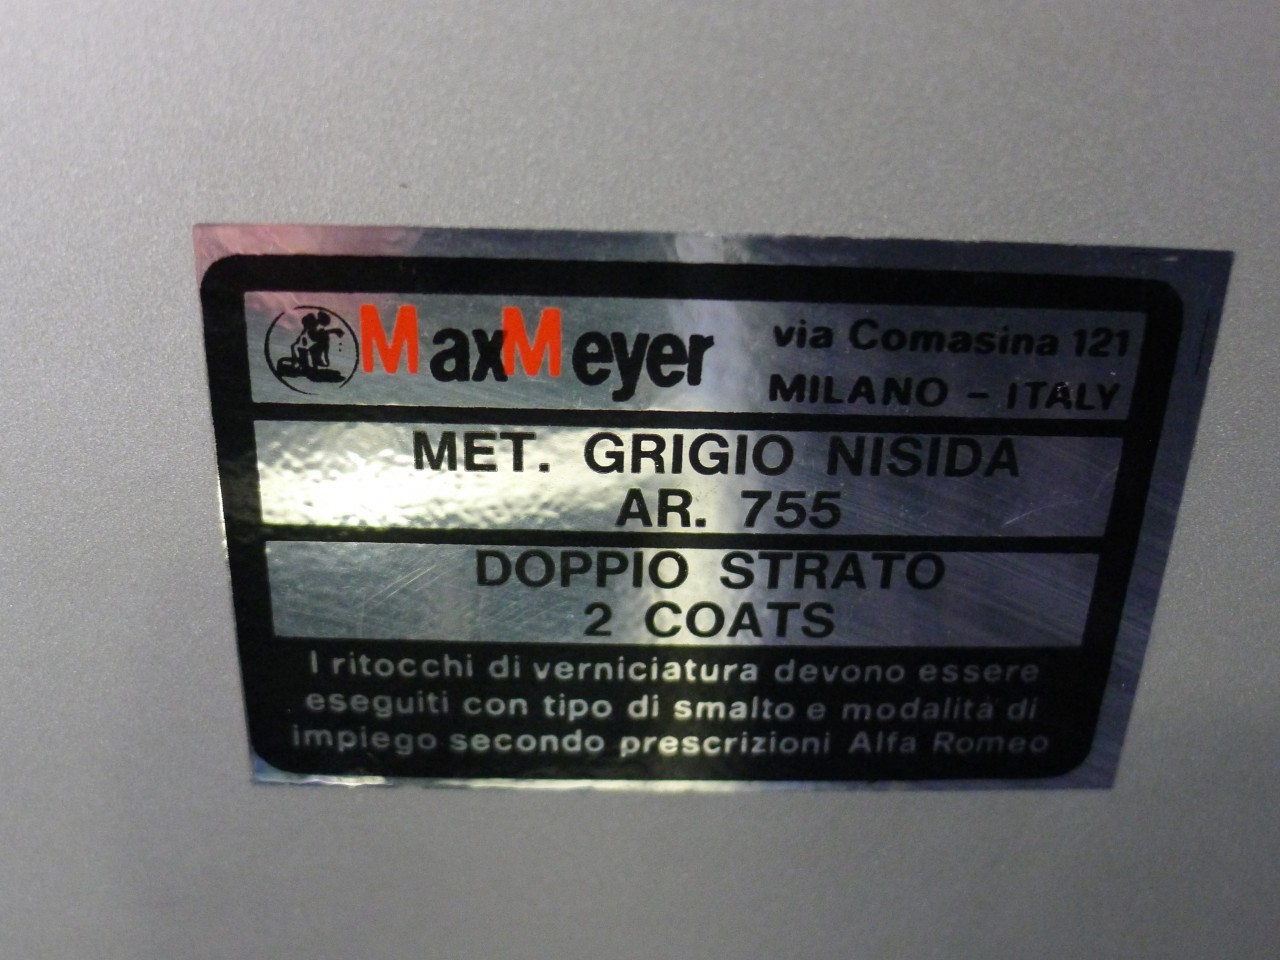 MaxMeyer
via Comasina 121
MILANO - ITALY
MET. GRIGIO NISIDA
AR. 755
DOPPIO STRATO
2 COATS
I ritocchi di verniciatura devono essere
eseguiti con tipo di smalto e modalità di
impiego secondo prescrizioni Alfa Romeo